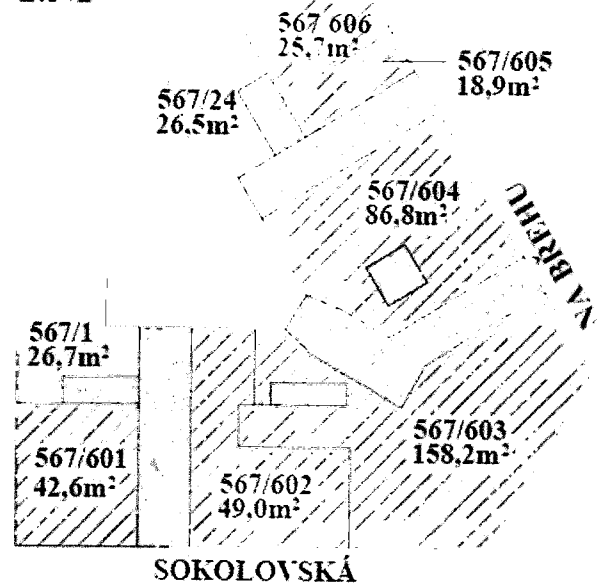 567/606
25,7m²
567/605
18,9m²
567/24
26,5m²
567/604
86,8m²
NA BŘEHU
567/1
26,7m²
567/603
158,2m²
567/601
42,6m²
567/602
49,0m²
SOKOLOVSKÁ